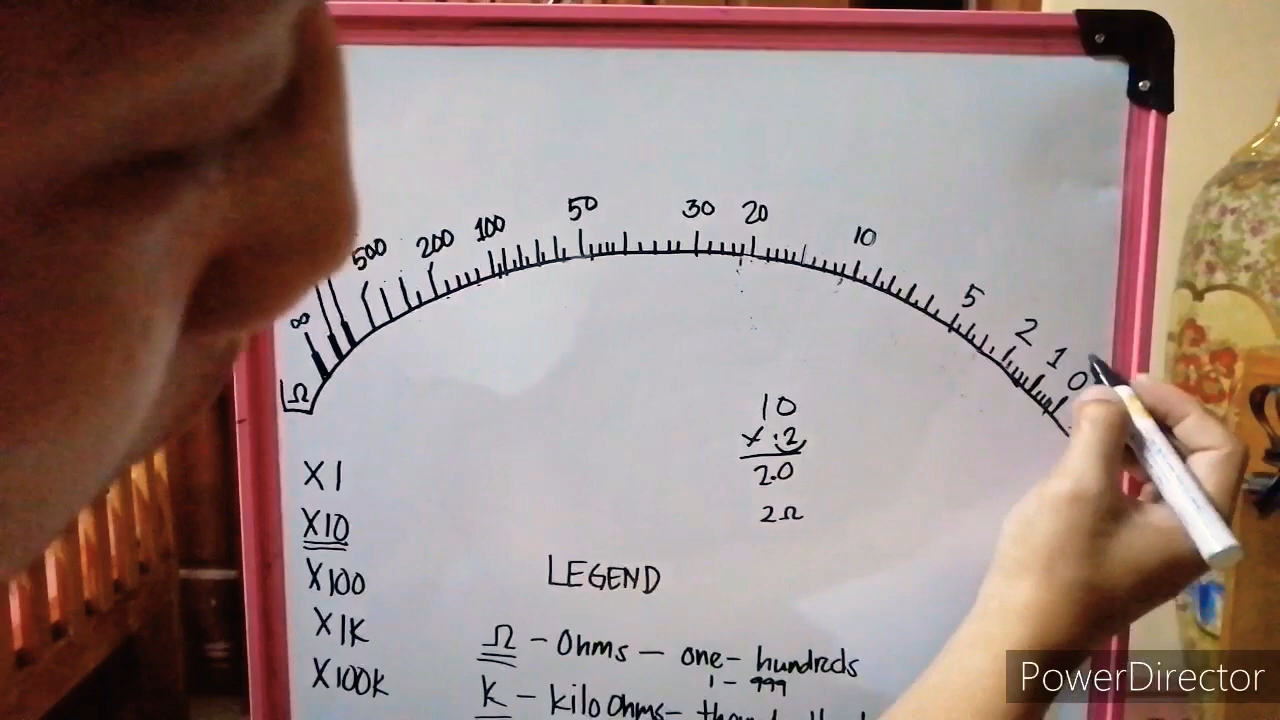 50 30 20
500 200 100 10
∞ 5
2
1
0
Ω
10
x .2
2.0
2Ω
X1
X10
X100
X1K
X100K
LEGEND
Ω - Ohms - one - hundreds
1 - 999
K - kilo Ohms -
PowerDirector